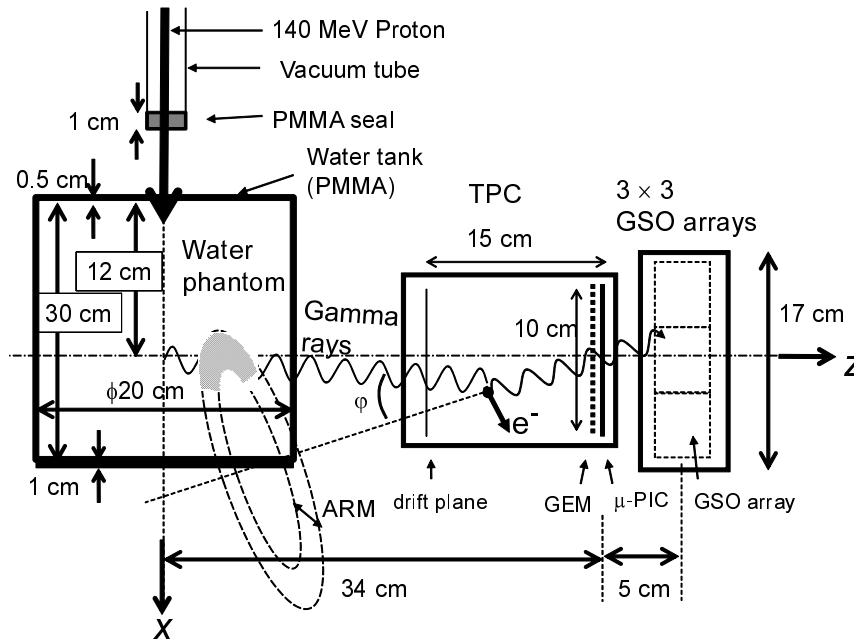 140 MeV Proton
Vacuum tube
1 cm
PMMA seal
Water tank
(PMMA)
0.5 cm
TPC
3 × 3
GSO arrays
15 cm
Water
phantom
12 cm
30 cm
Gamma
rays
10 cm
17 cm
Z
ϕ20 cm
φ
e-
1 cm
ARM
drift plane
GEM
μ-PIC
GSO array
34 cm
5 cm
X